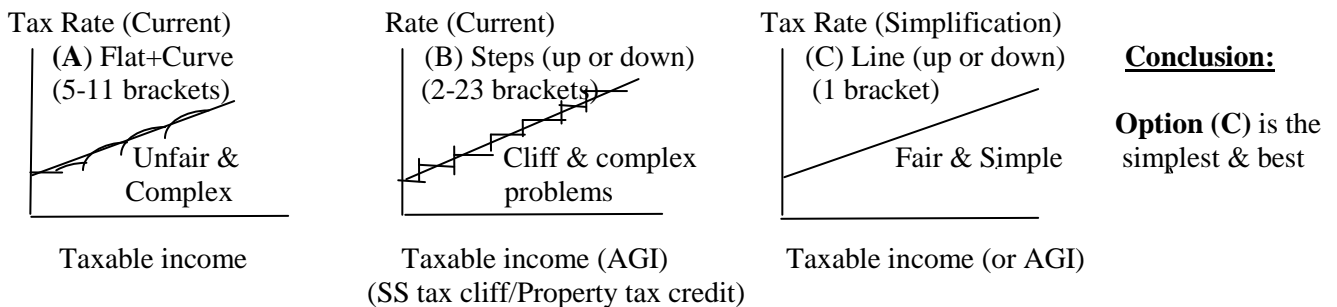 Tax Rate (Current)
(A) Flat+Curve
(5-11 brackets)
Unfair &
Complex
Taxable income
Rate (Current)
(B) Steps (up or down)
(2-23 brackets)
Cliff & complex
problems
Taxable income (AGI)
(SS tax cliff/Property tax credit)
Tax Rate (Simplification)
(C) Line (up or down)
(1 bracket)
Fair & Simple
Taxable income (or AGI)
Conclusion:
Option (C) is the
simplest & best